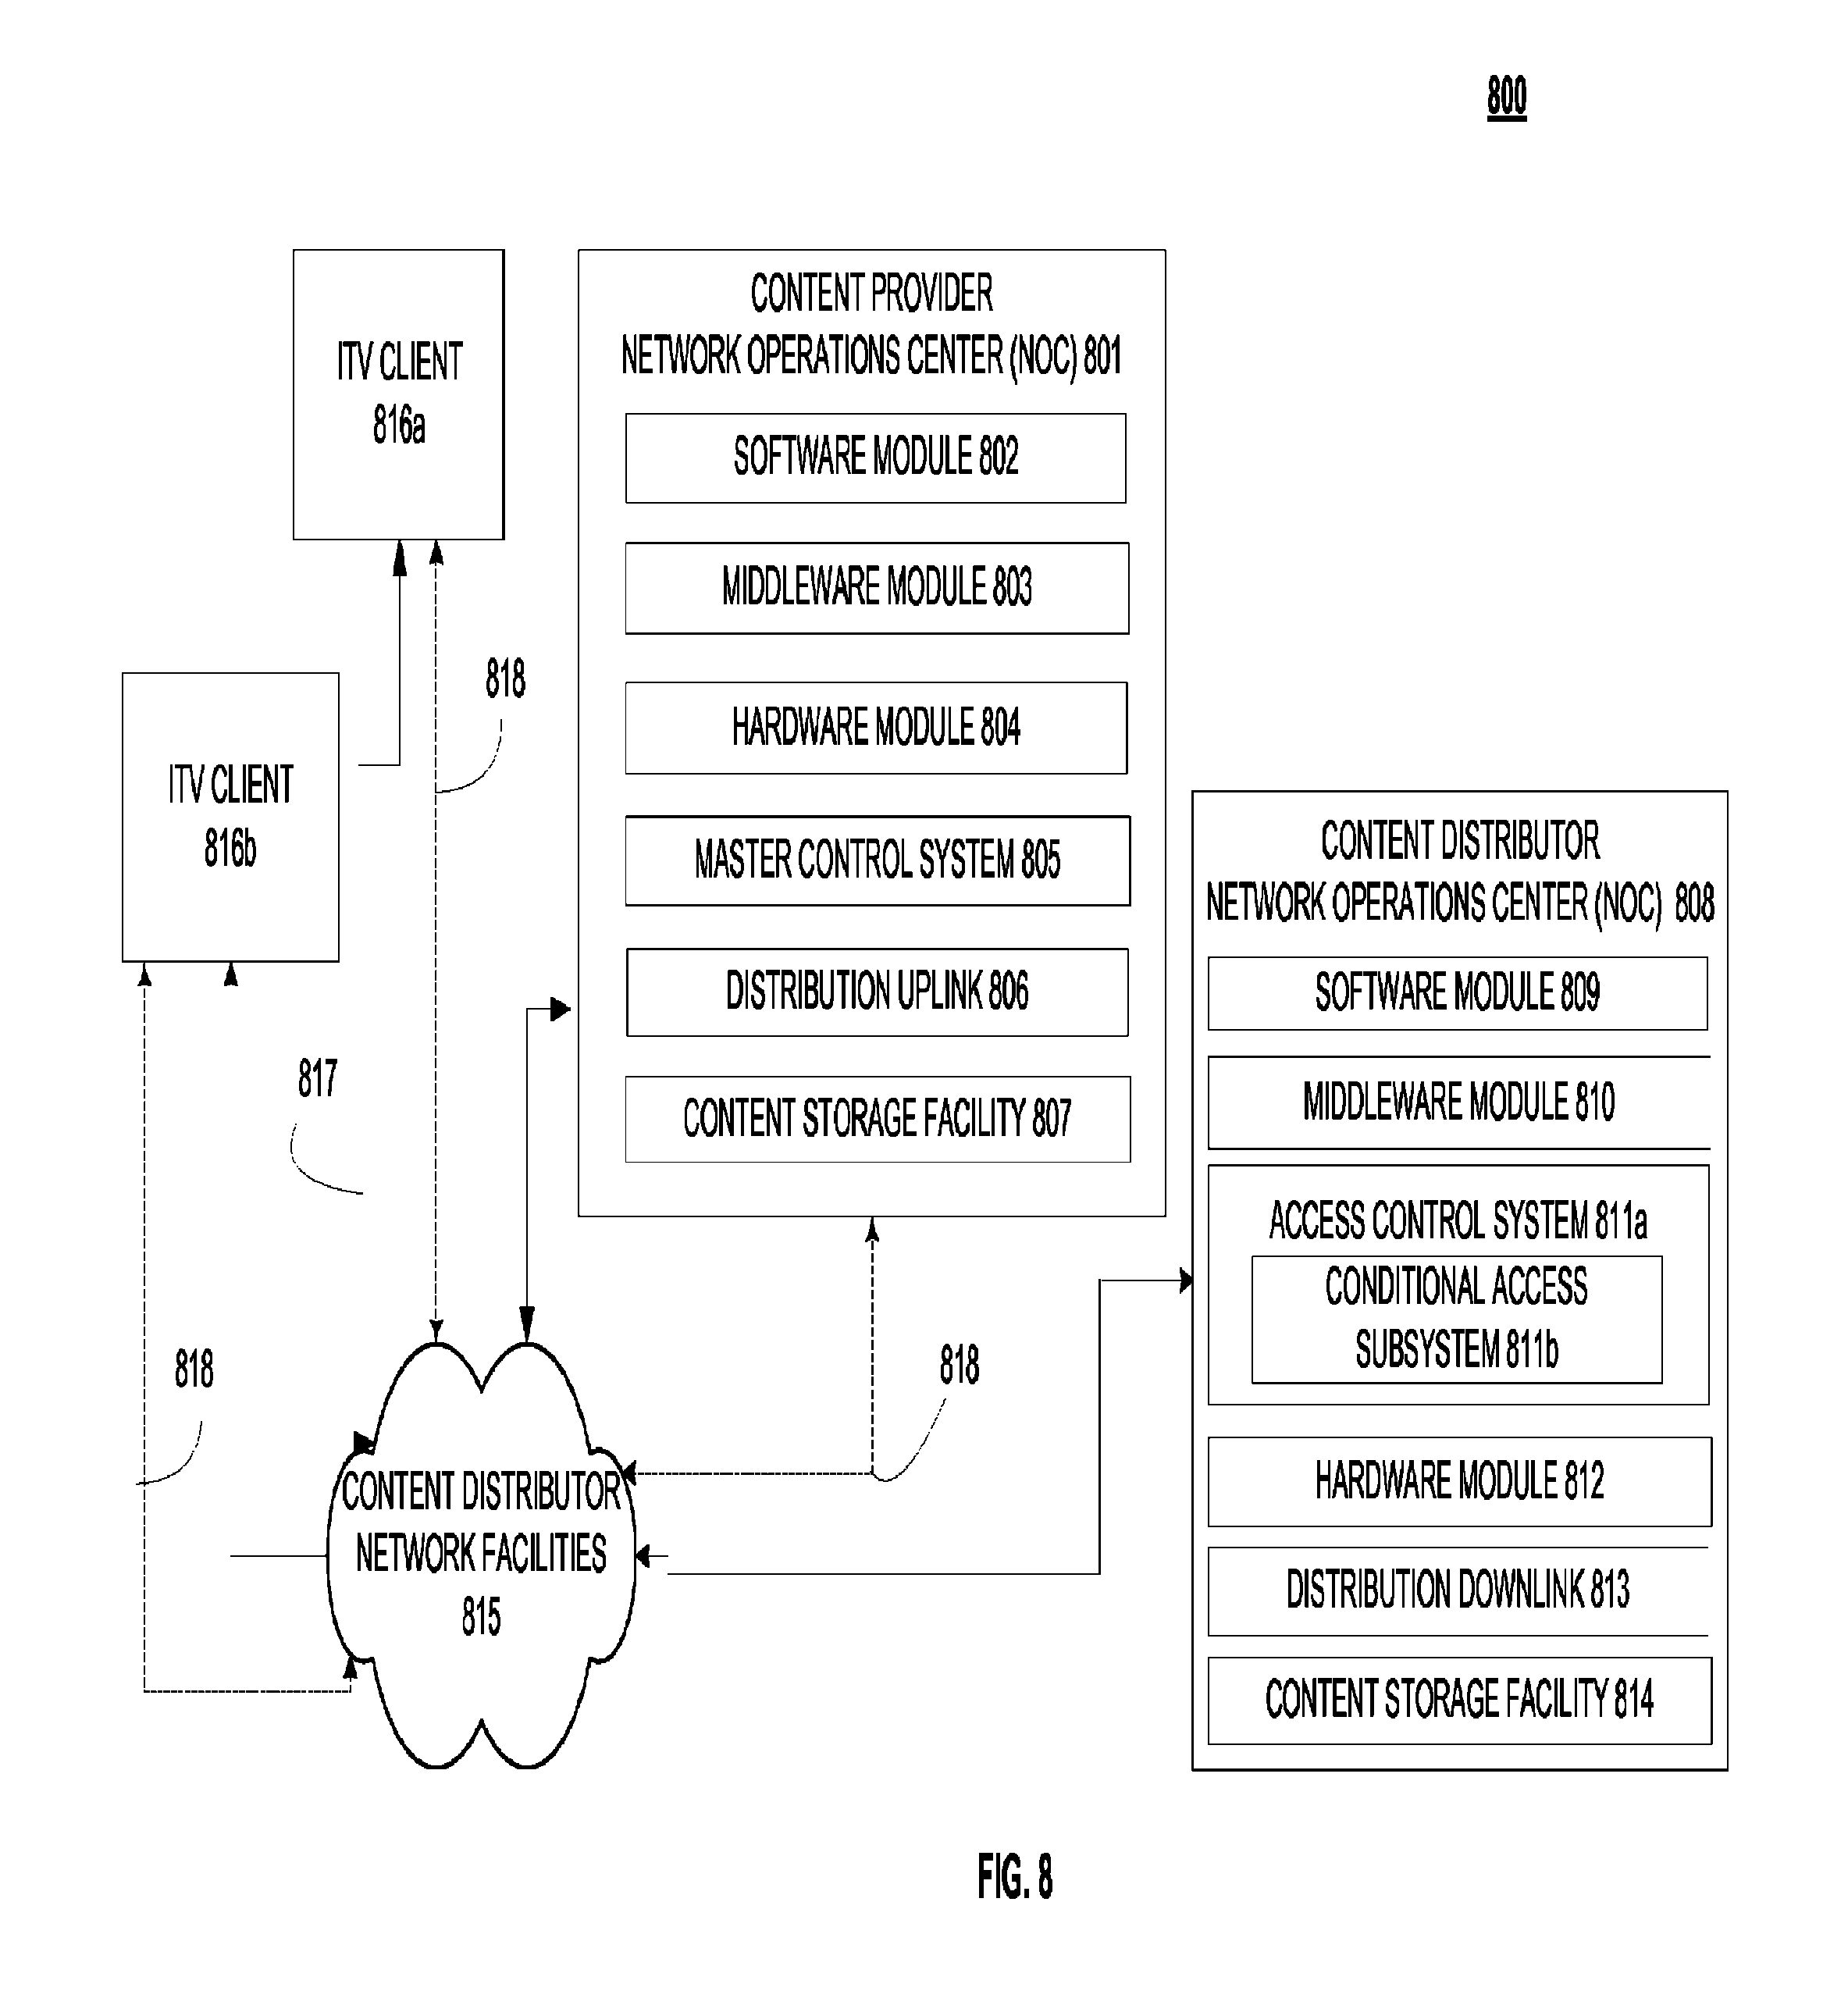 800
ITV CLIENT
816a
CONTENT PROVIDER
NETWORK OPERATIONS CENTER (NOC) 801
SOFTWARE MODULE 802
MIDDLEWARE MODULE 803
HARDWARE MODULE 804
MASTER CONTROL SYSTEM 805
DISTRIBUTION UPLINK 806
CONTENT STORAGE FACILITY 807
818
ITV CLIENT
816b
817
818
818
CONTENT DISTRIBUTOR
NETWORK FACILITIES
815
CONTENT DISTRIBUTOR
NETWORK OPERATIONS CENTER (NOC) 808
SOFTWARE MODULE 809
MIDDLEWARE MODULE 810
ACCESS CONTROL SYSTEM 811a
CONDITIONAL ACCESS
SUBSYSTEM 811b
HARDWARE MODULE 812
DISTRIBUTION DOWNLINK 813
CONTENT STORAGE FACILITY 814
FIG. 8